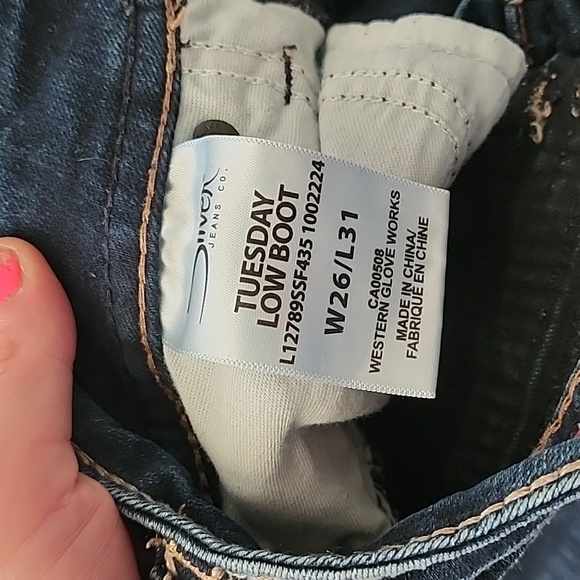 Silver
JEANS CO.
TUESDAY
LOW BOOT
L12789SSF435 1002224
W26/L31
CA00508
WESTERN GLOVE WORKS
MADE IN CHINA/
FABRIQUÉ EN CHINE